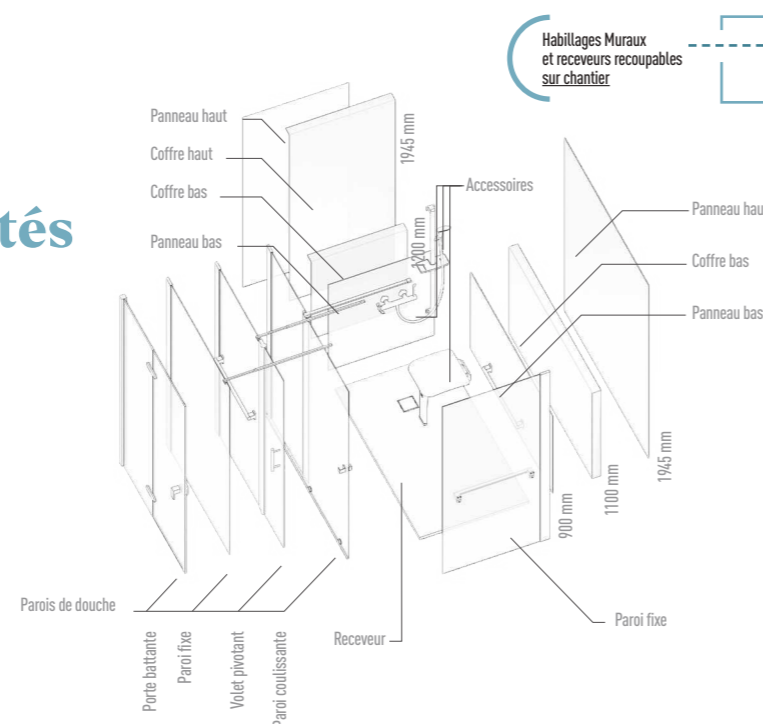 Habillages Muraux
et receveurs recoupables
sur chantier
tés
Panneau haut
Coffre haut
Coffre bas
Panneau bas
1945 mm
1200 mm
Accessoires
Panneau hau
Coffre bas
Panneau bas
1945 mm
1100 mm
900 mm
Paroi fixe
Receveur
Parois de douche
Porte battante
Paroi fixe
Volet pivotant
Paroi coulissante